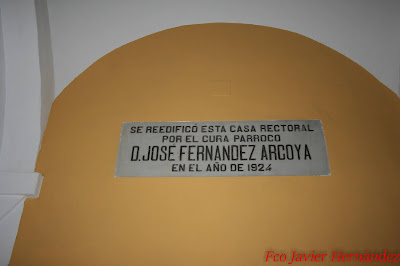 SE REEDIFICÓ ESTA CASA RECTORAL
POR EL CURA PARROCO
D. JOSE FERNANDEZ ARCOYA
EN EL AÑO DE 1924
Fco Javier Hernández